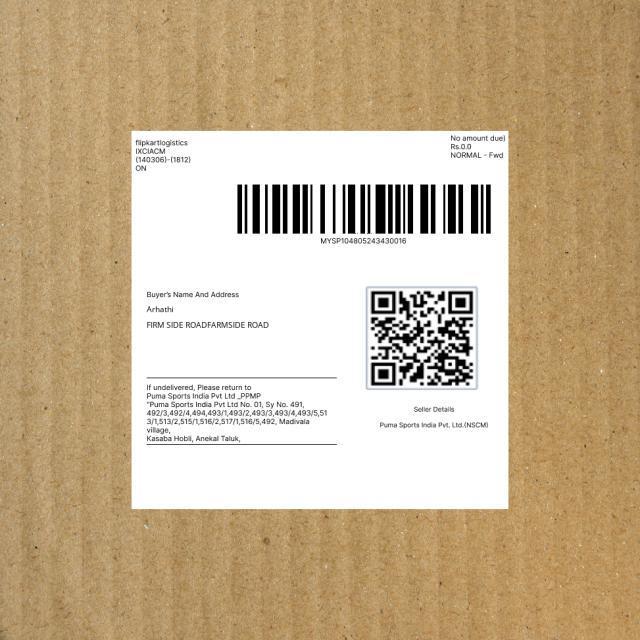 flipkartlogistics
IXCIACM
(140306)-(1812)
ON
No amount due)
Rs.0.0
NORMAL - Fwd
MYSP104805243430016
Buyer's Name And Address
Arhathi
FIRM SIDE ROADFARMSIDE ROAD
If undelivered, Please return to
Puma Sports India Pvt Ltd _PPMP
"Puma Sports India Pvt Ltd No. 01, Sy No. 491,
492/3,492/4,494,493/1,493/2,493/3,493/4,493/5,51
3/1,513/2,515/1,516/2,517/1,516/5,492, Madivala
village,
Kasaba Hobli, Anekal Taluk,
Seller Details
Puma Sports India Pvt. Ltd.(NSCM)